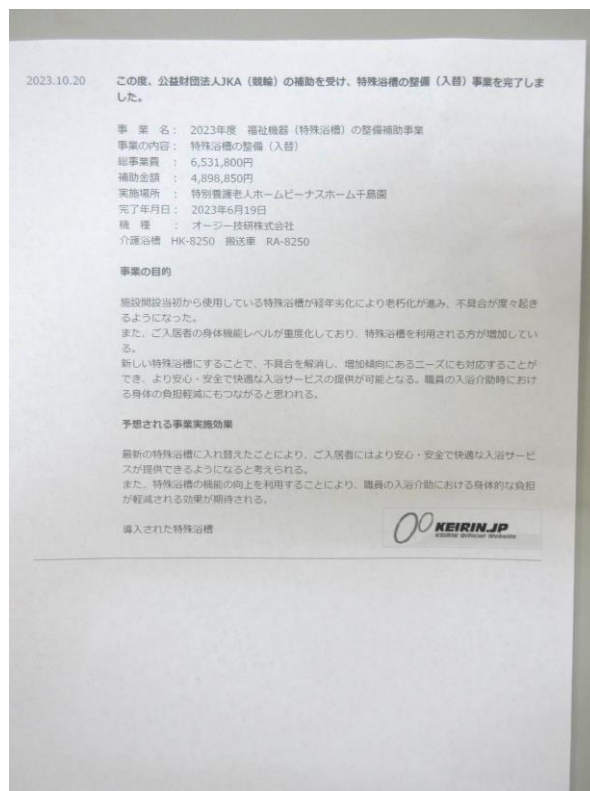 2023.10.20 この度、公益財団法人JKA（競輪）の補助を受け、特殊浴槽の整備（入替）事業を完了しま
した。
事　業　名： 2023年度　福祉機器（特殊浴槽）の整備補助事業
事業の内容： 特殊浴槽の整備（入替）
総事業費　： 6,531,800円
補助金額　： 4,898,850円
実施場所　： 特別養護老人ホームビーナスホーム千島園
完了年月日： 2023年6月19日
機　種　　： オージー技研株式会社
介護浴槽　HK-8250　搬送車　RA-8250
事業の目的
施設開設当初から使用している特殊浴槽が経年劣化により老朽化が進み、不具合が度々起き
るようになった。
また、ご入居者の身体機能レベルが重度化しており、特殊浴槽を利用される方が増加してい
る。
新しい特殊浴槽にすることで、不具合を解消し、増加傾向にあるニーズにも対応することが
でき、より安心・安全で快適な入浴サービスの提供が可能となる。職員の入浴介助時におけ
る身体の負担軽減にもつながると思われる。
予想される事業実施効果
最新の特殊浴槽に入れ替えたことにより、ご入居者にはより安心・安全で快適な入浴サービ
スが提供できるようになると考えられる。
また、特殊浴槽の機能の向上を利用することにより、職員の入浴介助における身体的な負担
が軽減される効果が期待される。
導入された特殊浴槽
KEIRIN.JP
KEIRIN Official Website